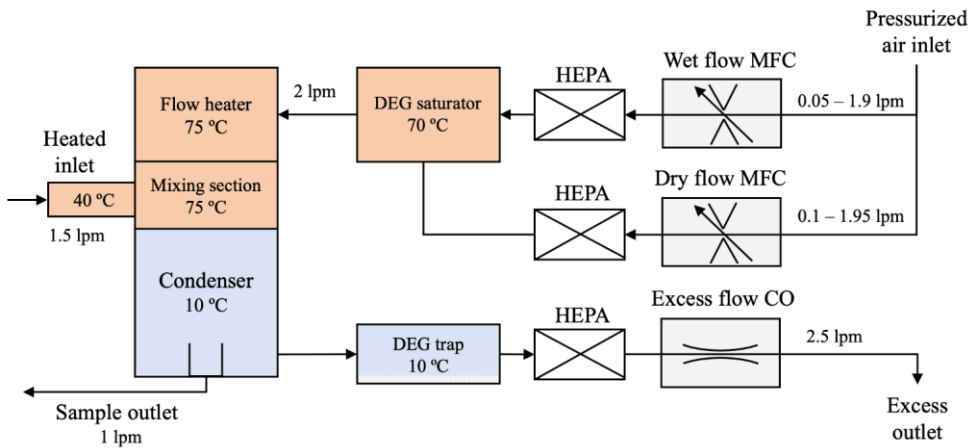 Pressurized
air inlet
Wet flow MFC
HEPA
0.05 – 1.9 lpm
2 lpm
Flow heater
75 ºC
DEG saturator
70 ºC
Heated
inlet
40 ºC
1.5 lpm
Mixing section
75 ºC
Dry flow MFC
HEPA
0.1 – 1.95 lpm
Condenser
10 ºC
Excess flow CO
HEPA
2.5 lpm
DEG trap
10 ºC
Sample outlet
1 lpm
Excess
outlet